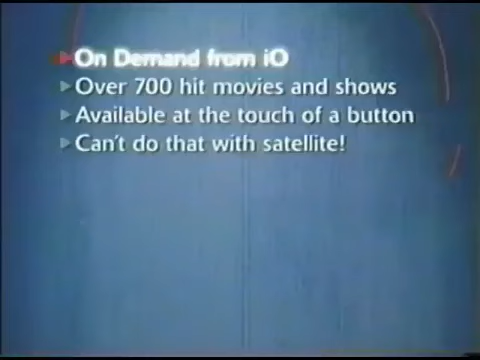 On Demand from iO
Over 700 hit movies and shows
Available at the touch of a button
Can't do that with satellite!